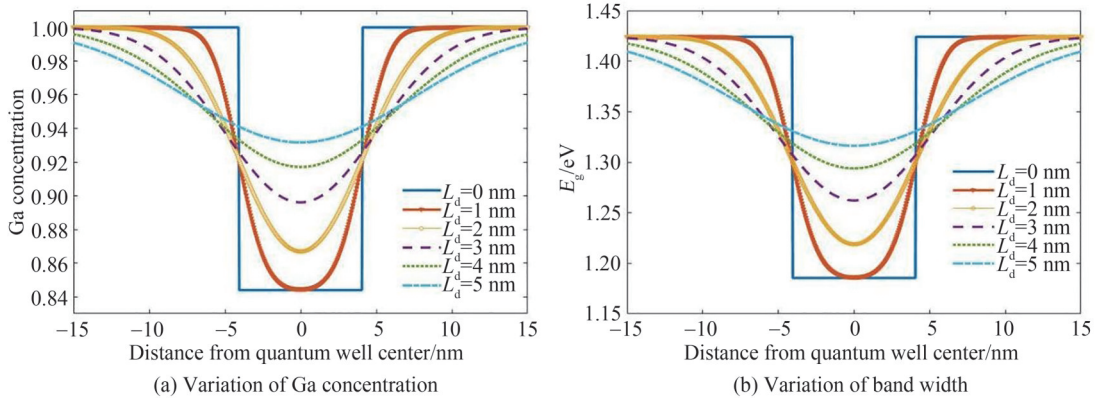 1.00
0.98
0.96
0.94
0.92
0.90
0.88
0.86
0.84
Ga concentration
L_d=0 nm
L_d=1 nm
L_d=2 nm
L_d=3 nm
L_d=4 nm
L_d=5 nm
−15 −10 −5 0 5 10 15
Distance from quantum well center/nm
(a) Variation of Ga concentration
1.45
1.40
1.35
1.30
1.25
1.20
1.15
E_g/eV
L_d=0 nm
L_d=1 nm
L_d=2 nm
L_d=3 nm
L_d=4 nm
L_d=5 nm
−15 −10 −5 0 5 10 15
Distance from quantum well center/nm
(b) Variation of band width